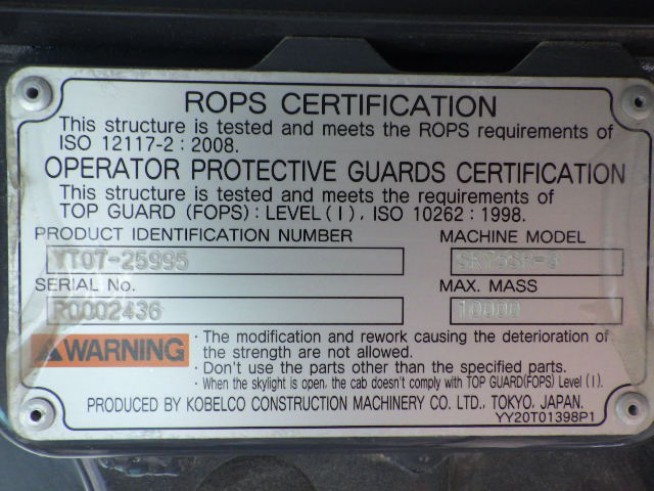 ROPS CERTIFICATION
This structure is tested and meets the ROPS requirements of
ISO 12117-2 : 2008.
OPERATOR PROTECTIVE GUARDS CERTIFICATION
This structure is tested and meets the requirements of
TOP GUARD (FOPS) : LEVEL ( I ) , ISO 10262 : 1998.
PRODUCT IDENTIFICATION NUMBER
MACHINE MODEL
YT07-25995
SERIAL No.
MAX. MASS
R0002436
WARNING
· The modification and rework causing the deterioration of
the strength are not allowed.
· Don't use the parts other than the specified parts.
· When the skylight is open, the cab doesn't comply with TOP GUARD(FOPS) Level ( I ).
PRODUCED BY KOBELCO CONSTRUCTION MACHINERY CO. LTD., TOKYO, JAPAN.
YY20T01398P1